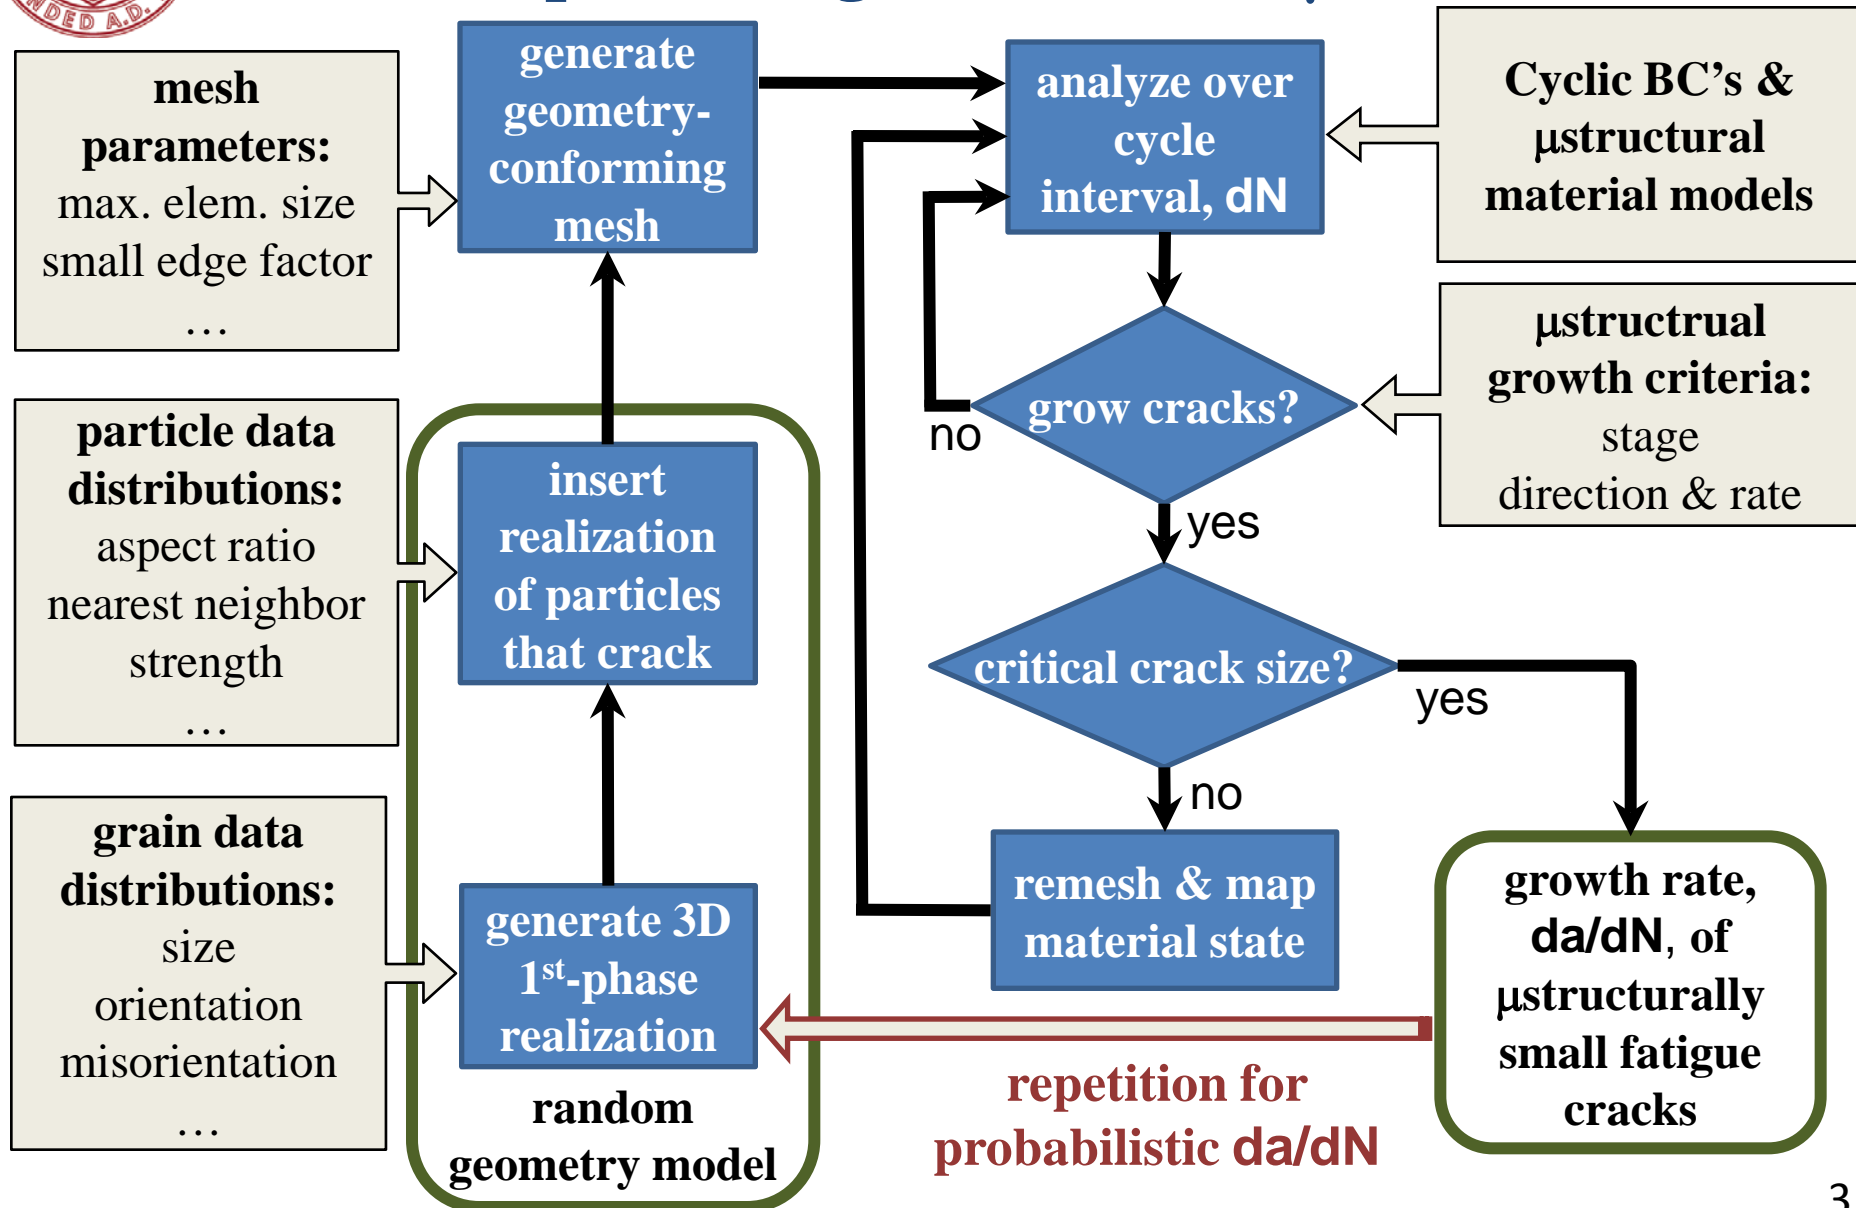 NDED A.D.
mesh
parameters:
max. elem. size
small edge factor
…
generate
geometry-
conforming
mesh
analyze over
cycle
interval, dN
Cyclic BC’s &
μstructural
material models
μstructrual
growth criteria:
stage
direction & rate
grow cracks?
no
yes
particle data
distributions:
aspect ratio
nearest neighbor
strength
…
insert
realization
of particles
that crack
critical crack size?
yes
no
grain data
distributions:
size
orientation
misorientation
…
generate 3D
1st-phase
realization
random
geometry model
remesh & map
material state
growth rate,
da/dN, of
μstructurally
small fatigue
cracks
repetition for
probabilistic da/dN
3